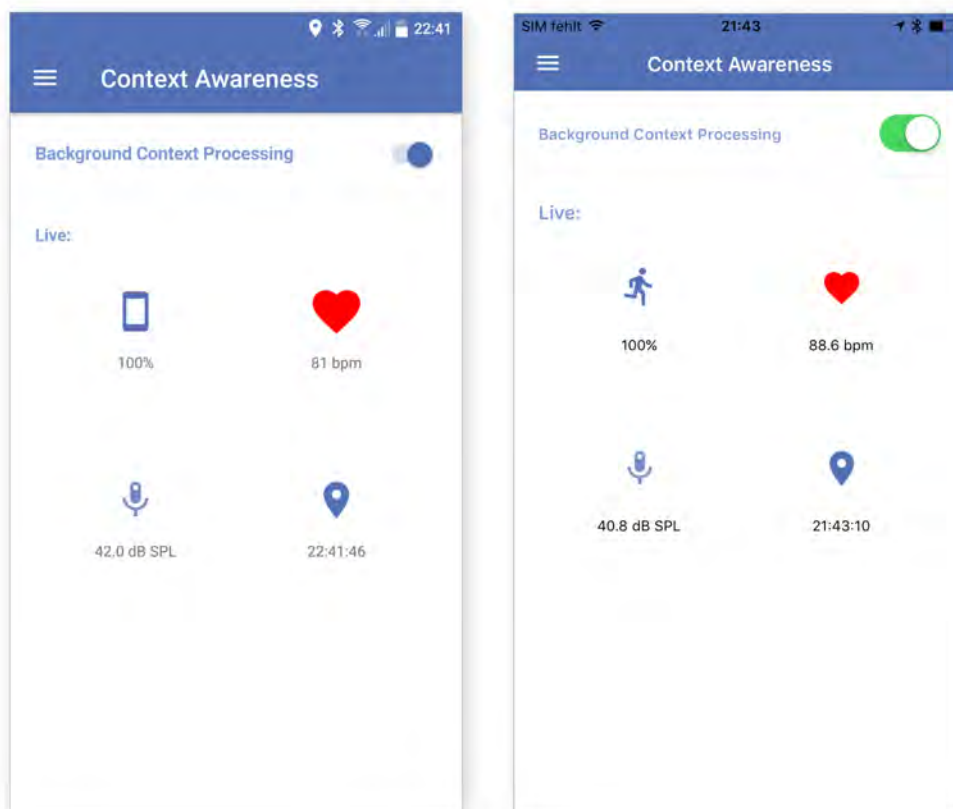 22:41
Context Awareness
Background Context Processing
Live:
100%
81 bpm
42.0 dB SPL
22:41:46
SIM fehlt
21:43
Context Awareness
Background Context Processing
Live:
100%
88.6 bpm
40.8 dB SPL
21:43:10